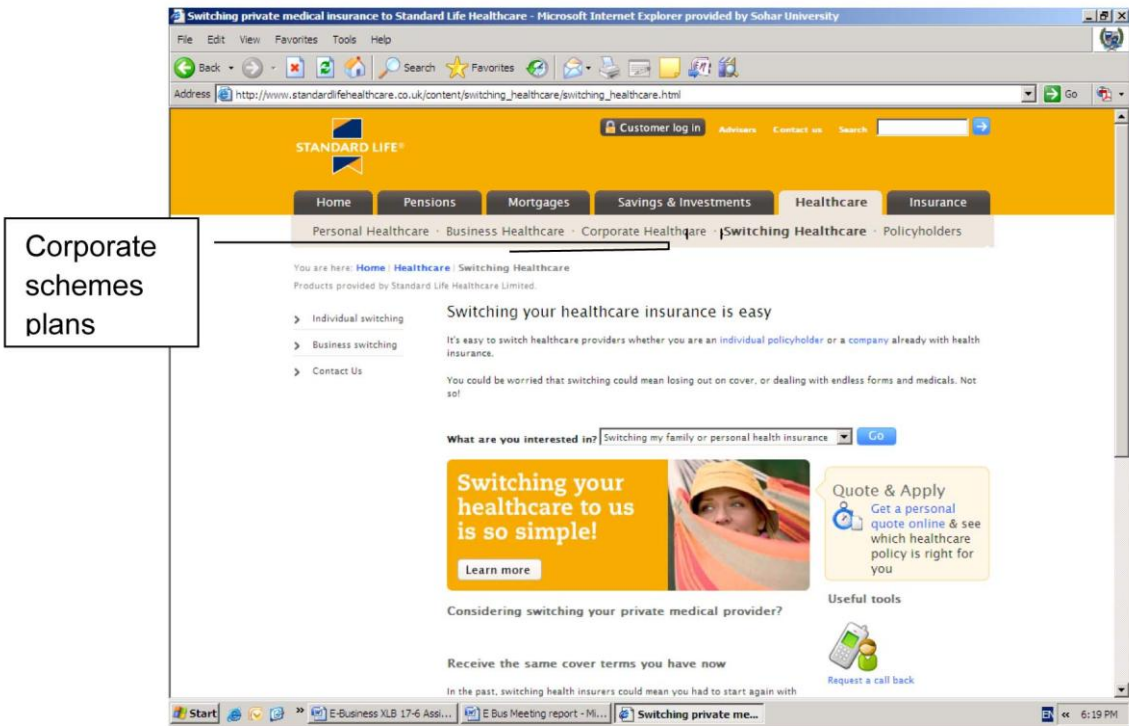 Switching private medical insurance to Standard Life Healthcare - Microsoft Internet Explorer provided by Sohar University
File Edit View Favorites Tools Help
Back Search Favorites
Address http://www.standardlifehealthcare.co.uk/content/switching_healthcare/switching_healthcare.html Go
STANDARD LIFE®
Customer log in Advisers Contact us Search
Home Pensions Mortgages Savings & Investments Healthcare Insurance
Personal Healthcare · Business Healthcare · Corporate Healthcare · Switching Healthcare · Policyholders
Corporate
schemes
plans
You are here: Home | Healthcare | Switching Healthcare
Products provided by Standard Life Healthcare Limited.
Individual switching
Business switching
Contact Us
Switching your healthcare insurance is easy
It's easy to switch healthcare providers whether you are an individual policyholder or a company already with health
insurance.
You could be worried that switching could mean losing out on cover, or dealing with endless forms and medicals. Not
so!
What are you interested in? Switching my family or personal health insurance Go
Switching your
healthcare to us
is so simple!
Learn more
Quote & Apply
Get a personal
quote online & see
which healthcare
policy is right for
you
Considering switching your private medical provider?
Receive the same cover terms you have now
In the past, switching health insurers could mean you had to start again with
Useful tools
Request a call back
Start E-Business XLB 17-6 Assi... E Bus Meeting report - Mi... Switching private me... EN 6:19 PM